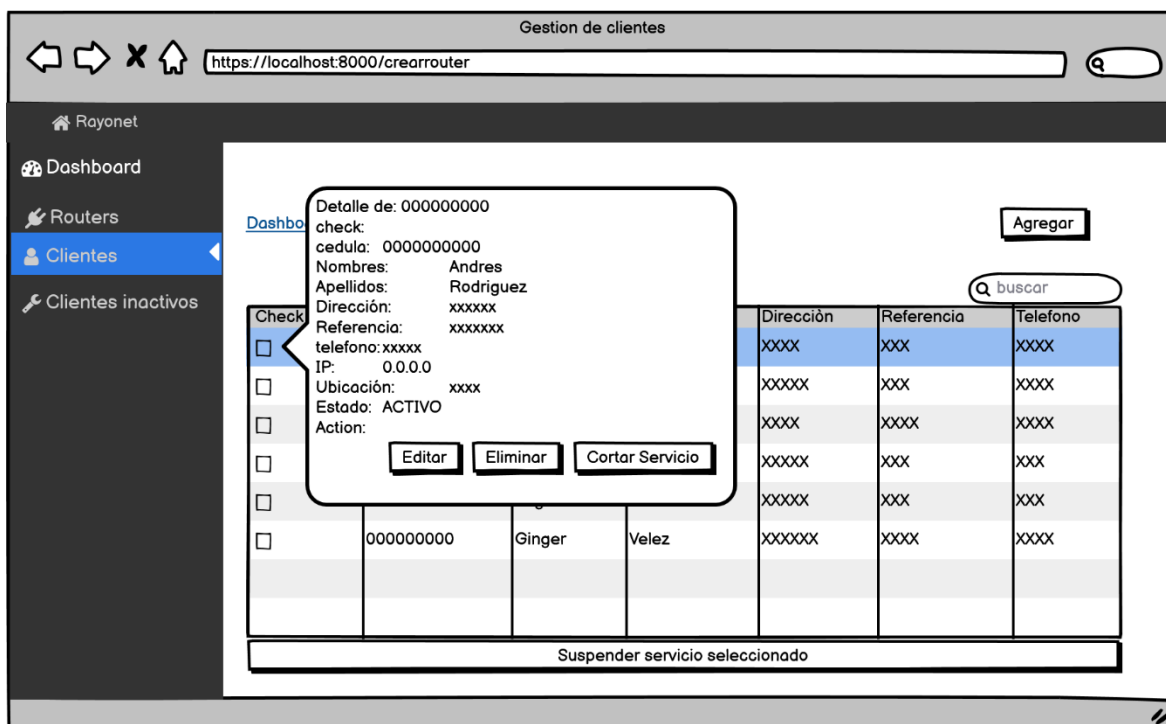 Gestion de clientes
https://localhost:8000/crearrouter
Rayonet
Dashboard
Routers
Clientes
Clientes inactivos
Dashbo
Agregar
buscar
Detalle de: 000000000
check:
cedula: 0000000000
Nombres: Andres
Apellidos: Rodriguez
Dirección: xxxxxx
Referencia: xxxxxxx
telefono: xxxxx
IP: 0.0.0.0
Ubicación: xxxx
Estado: ACTIVO
Action:
Editar Eliminar Cortar Servicio
Check Direcciòn Referencia Telefono
XXXX XXX XXXX
XXXXX XXX XXXX
XXXX XXXX XXXX
XXXXX XXX XXX
XXXXX XXX XXX
000000000 Ginger Velez XXXXXX XXXX XXXX
Suspender servicio seleccionado